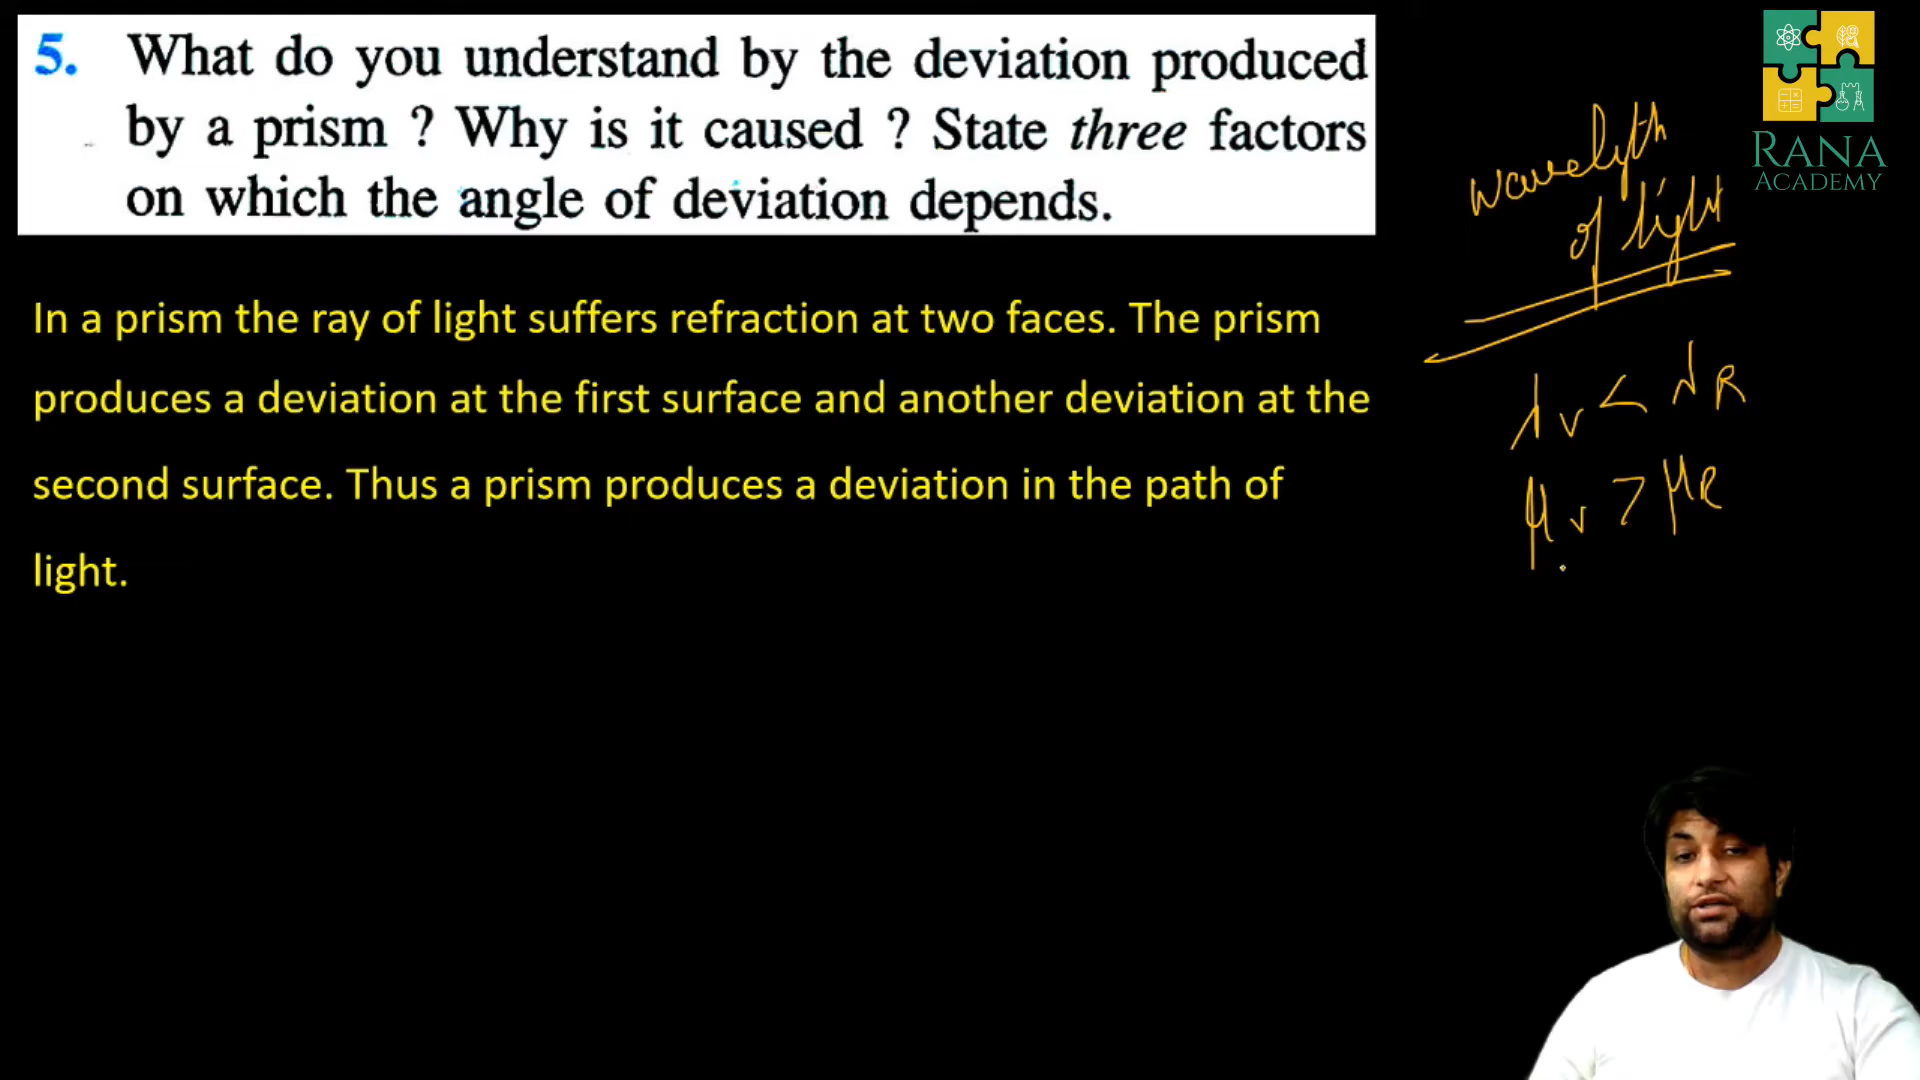 5. What do you understand by the deviation produced
by a prism ? Why is it caused ? State three factors
on which the angle of deviation depends.
In a prism the ray of light suffers refraction at two faces. The prism
produces a deviation at the first surface and another deviation at the
second surface. Thus a prism produces a deviation in the path of
light.
of light
λv < λR
μv > μR
RANA
ACADEMY